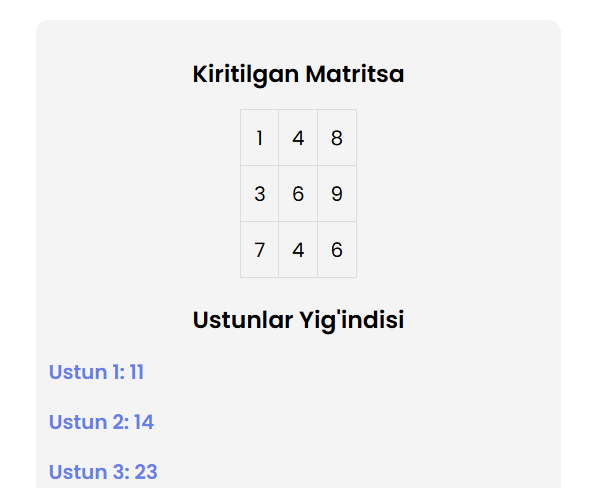 Kiritilgan Matritsa
1 4 8
3 6 9
7 4 6
Ustunlar Yig'indisi
Ustun 1: 11
Ustun 2: 14
Ustun 3: 23